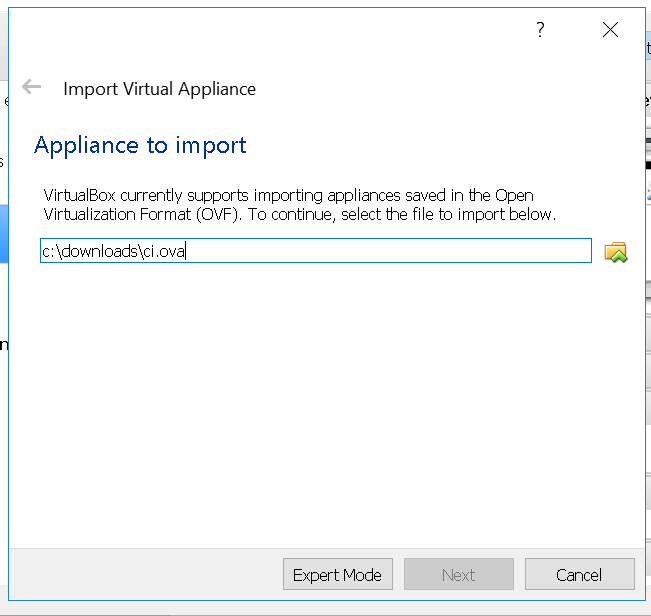 ?
Import Virtual Appliance
Appliance to import
VirtualBox currently supports importing appliances saved in the Open
Virtualization Format (OVF). To continue, select the file to import below.
c:\downloads\ci.ova
Expert Mode
Next
Cancel